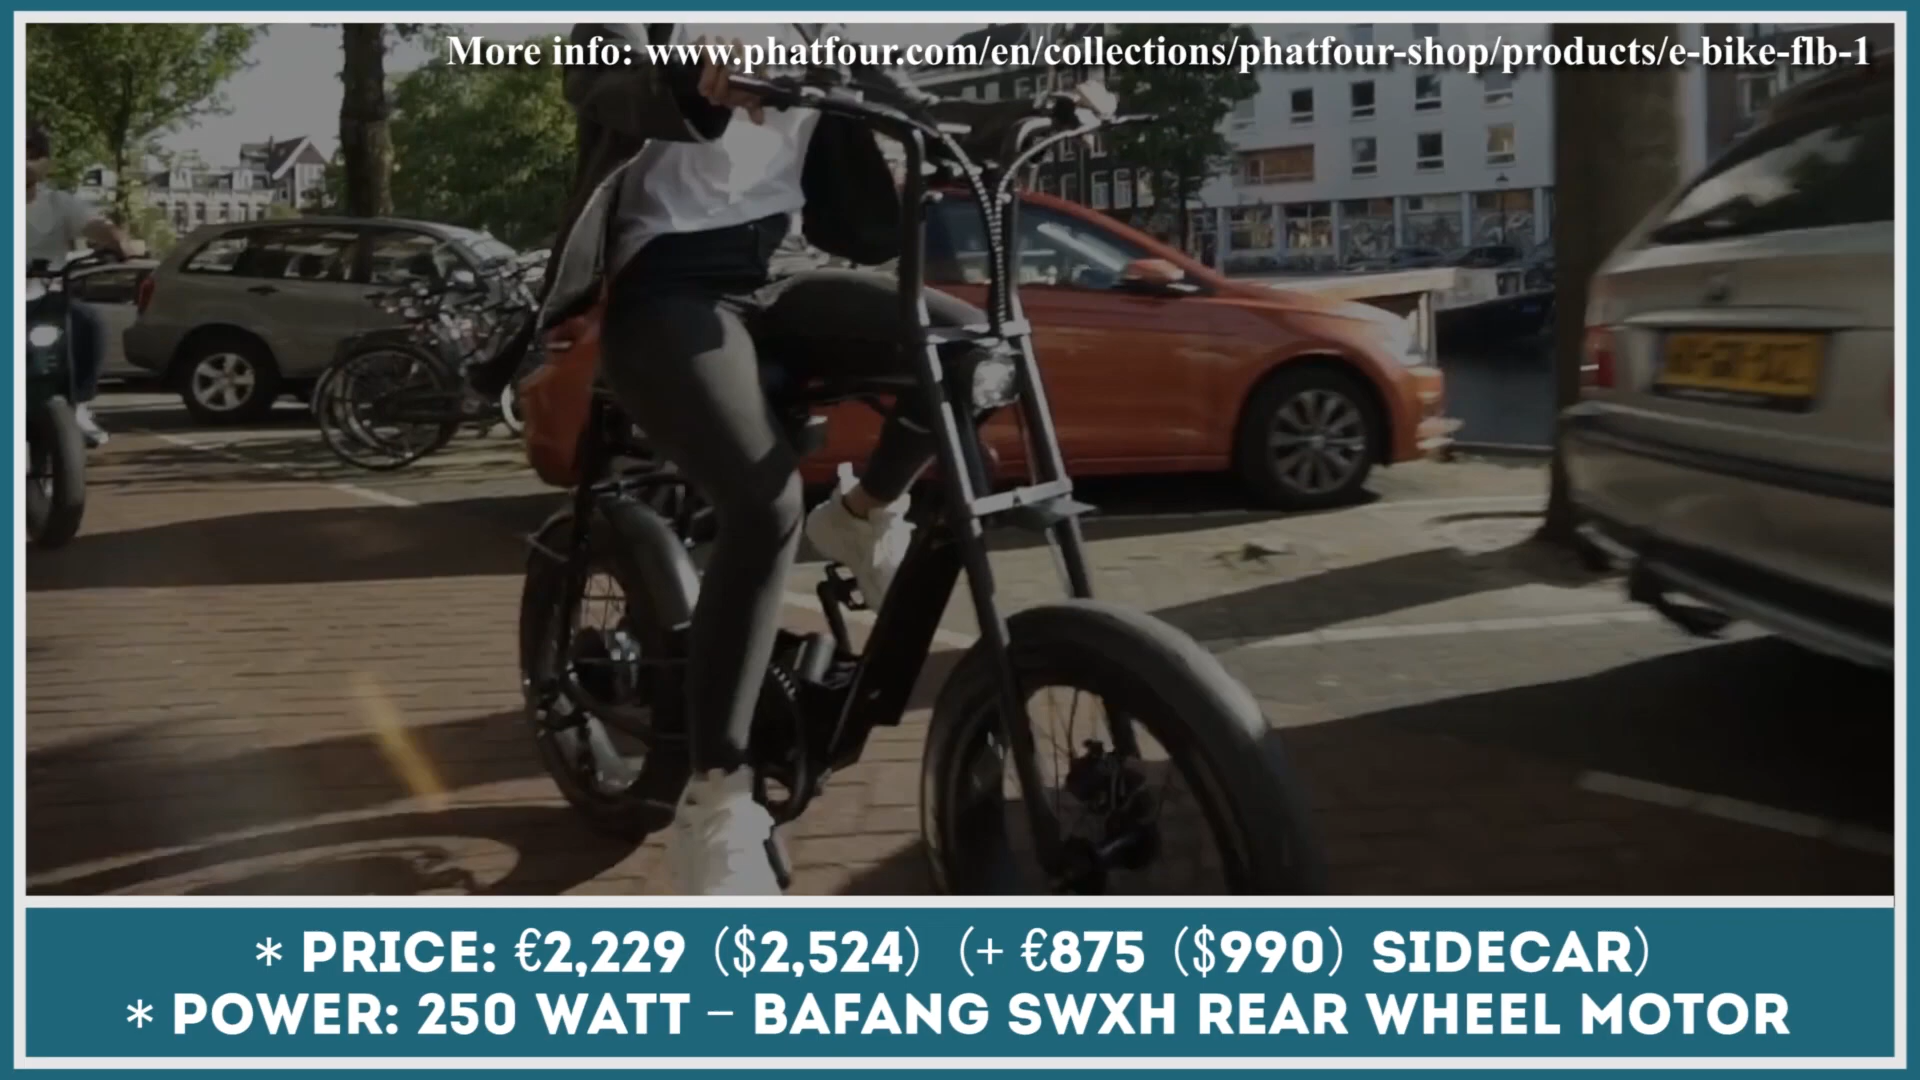 More info: www.phatfour.com/en/collections/phatfour-shop/products/e-bike-flb-1
* PRICE: €2,229 ($2,524) (+ €875 ($990) SIDECAR)
* POWER: 250 WATT – BAFANG SWXH REAR WHEEL MOTOR